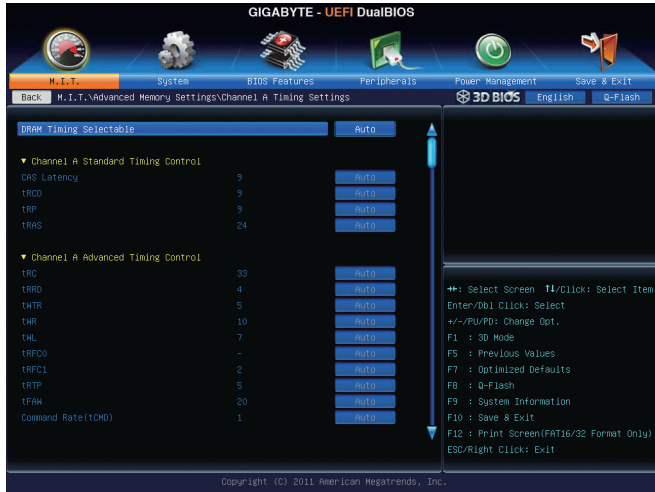 GIGABYTE - UEFI DualBIOS
M.I.T. System BIOS Features Peripherals Power Management Save & Exit
Back M.I.T.\Advanced Memory Settings\Channel A Timing Settings 3D BIOS English Q-Flash
DRAM Timing Selectable Auto
▼ Channel A Standard Timing Control
CAS Latency 9 Auto
tRCD 9 Auto
tRP 9 Auto
tRAS 24 Auto
▼ Channel A Advanced Timing Control
tRC 33 Auto
tRRD 4 Auto
tWTR 5 Auto
tWR 10 Auto
tWL 7 Auto
tRFC0 - Auto
tRFC1 2 Auto
tRTP 5 Auto
tFAW 20 Auto
Command Rate(tCMD) 1 Auto
→←: Select Screen ↑↓/Click: Select Item
Enter/Dbl Click: Select
+/-/PU/PD: Change Opt.
F1 : 3D Mode
F5 : Previous Values
F7 : Optimized Defaults
F8 : Q-Flash
F9 : System Information
F10 : Save & Exit
F12 : Print Screen(FAT16/32 Format Only)
ESC/Right Click: Exit
Copyright (C) 2011 American Megatrends, Inc.